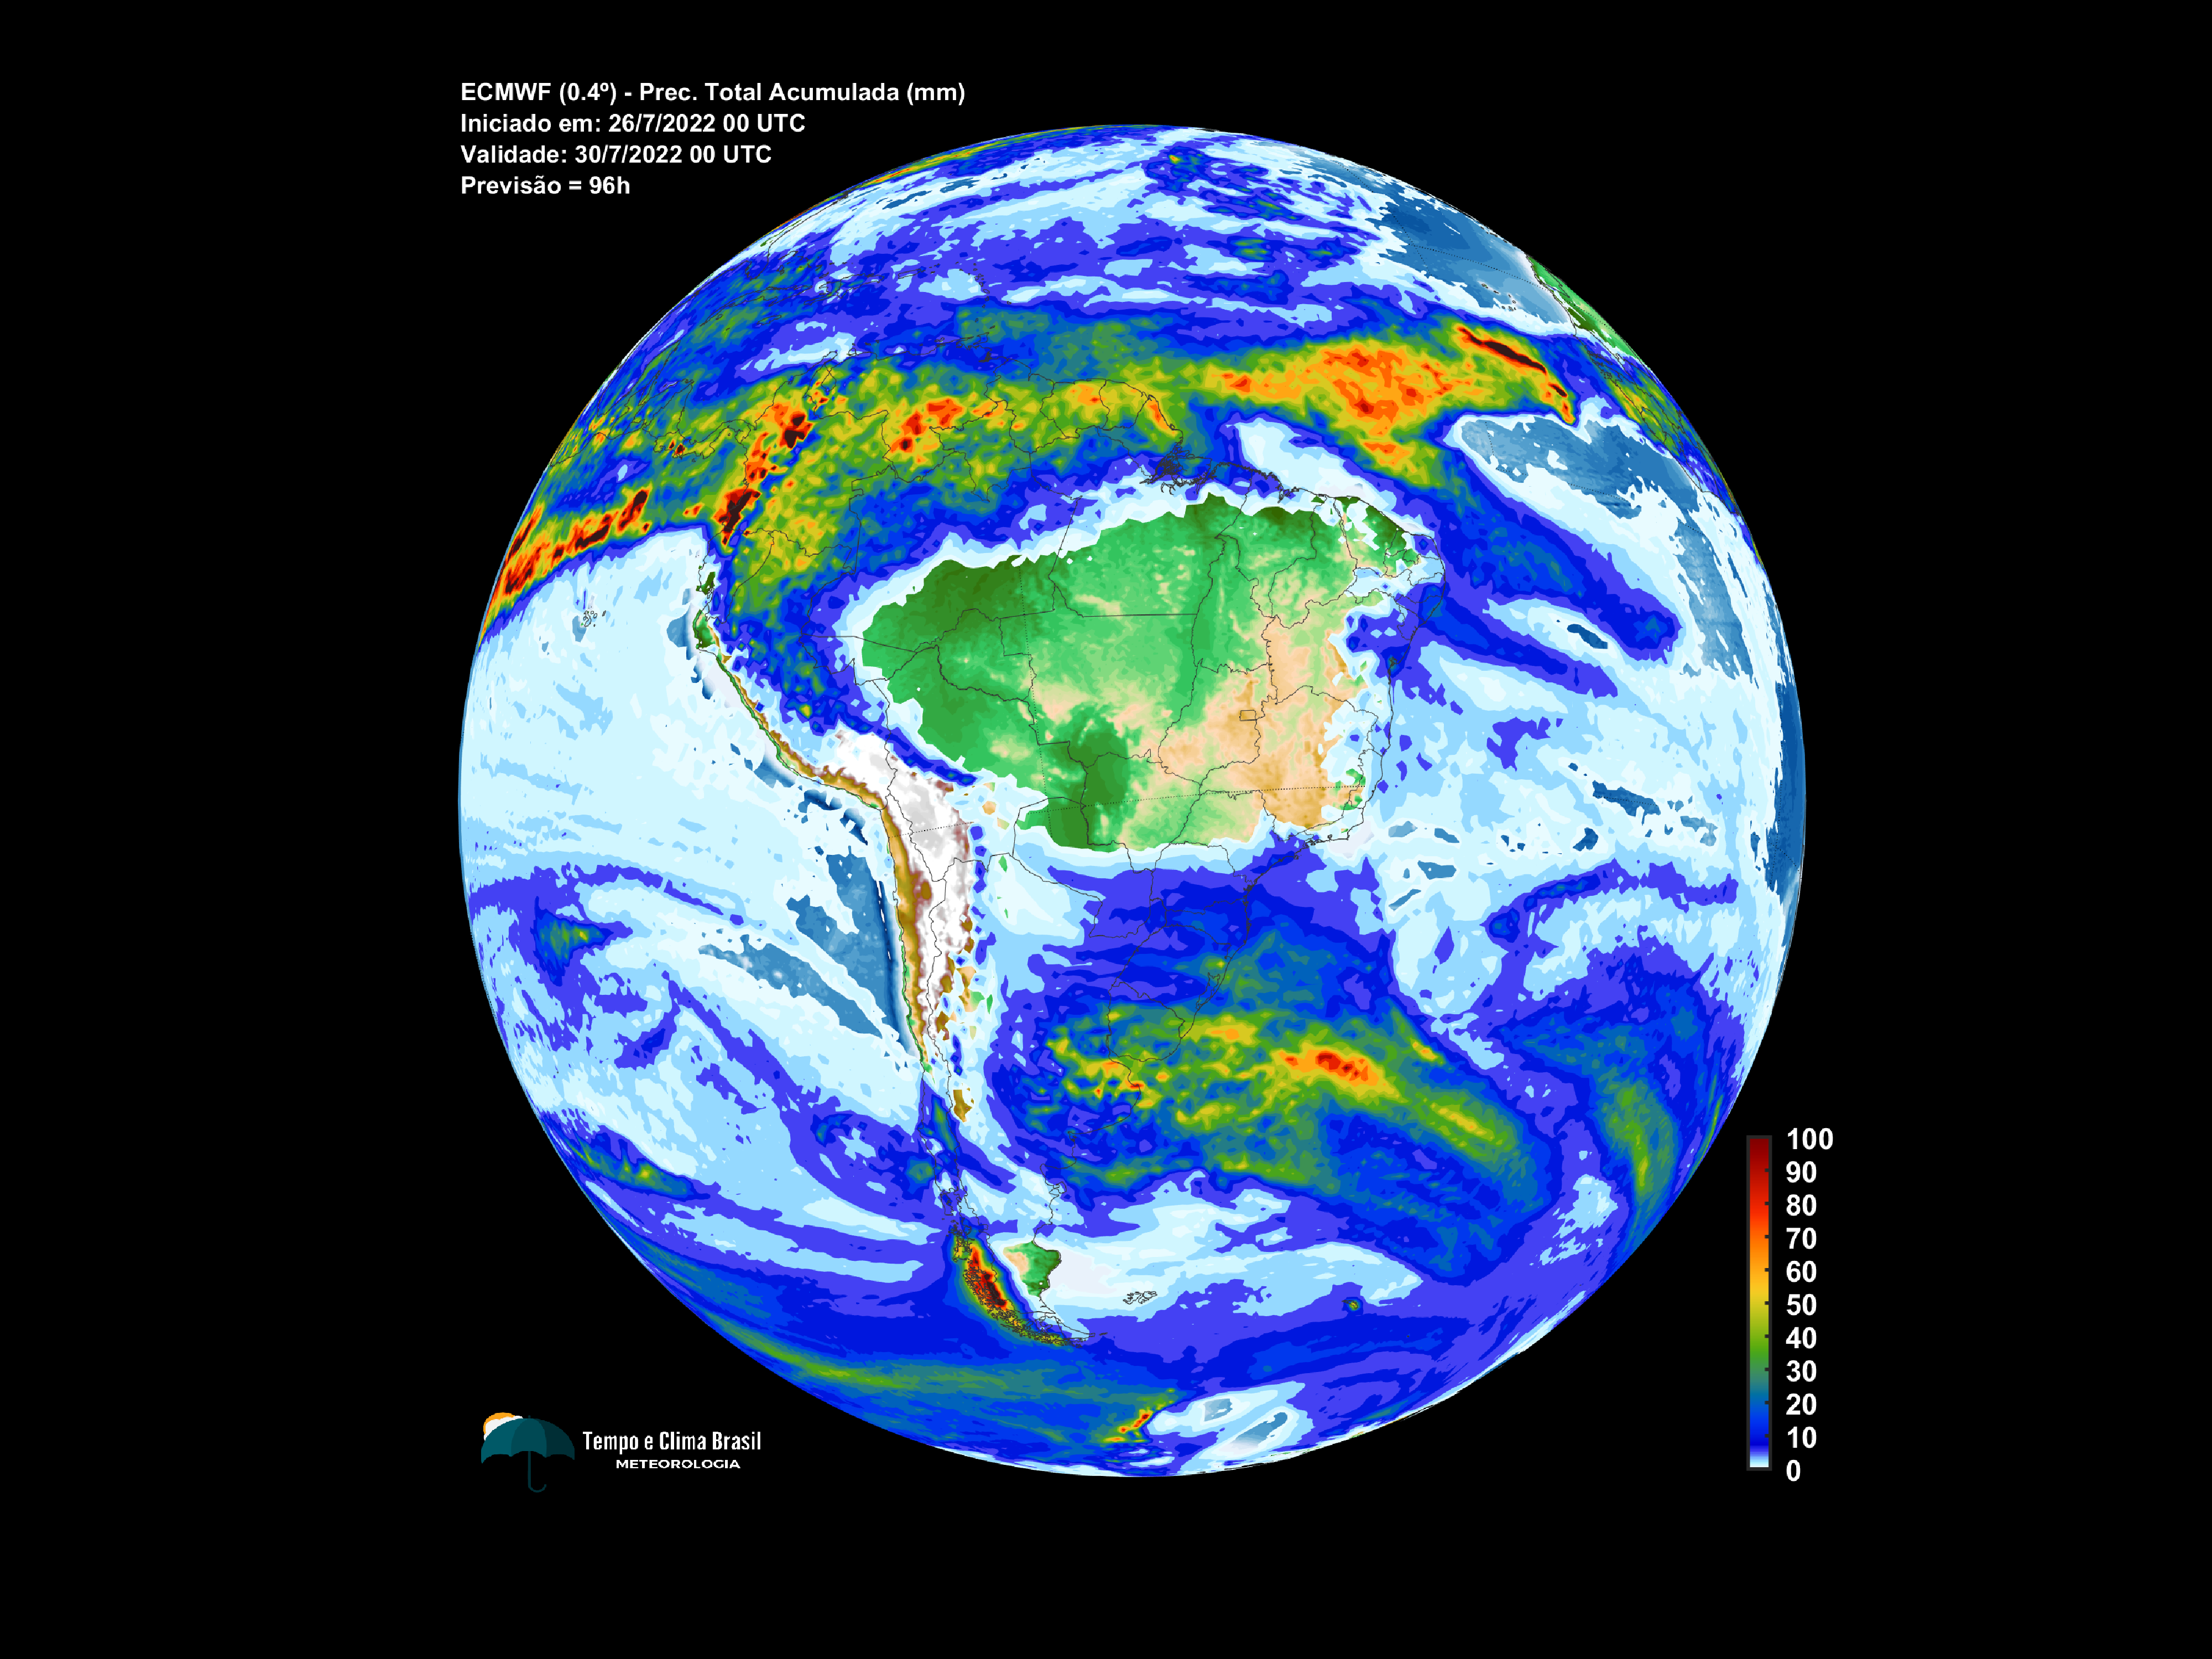 ECMWF (0.4º) - Prec. Total Acumulada (mm)
Iniciado em: 26/7/2022 00 UTC
Validade: 30/7/2022 00 UTC
Previsão = 96h
100
90
80
70
60
50
40
30
20
10
0
Tempo e Clima Brasil
METEOROLOGIA